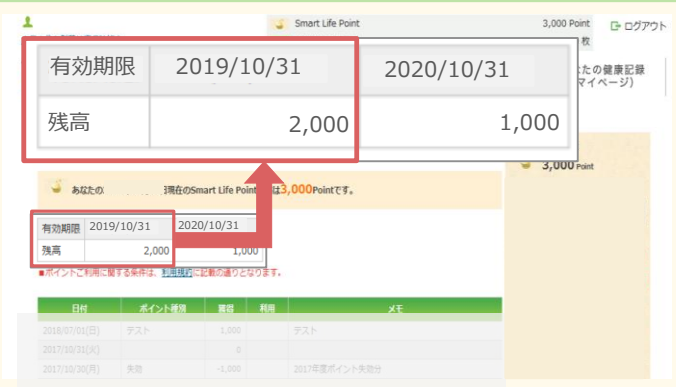 Smart Life Point 3,000 Point ログアウト
枚
有効期限 2019/10/31 2020/10/31
たの健康記録
マイページ)
残高 2,000 1,000
3,000 Point
あなたの 現在のSmart Life Point は3,000Pointです。
有効期限 2019/10/31 2020/10/31
残高 2,000 1,000
■ポイントご利用に関する条件は、利用規約に記載の通りとなります。
日付 ポイント種別 獲得 利用 メモ
2018/07/01(日) テスト 1,000 テスト
2017/10/31(火) 0
2017/10/30(月) 失効 -1,000 2017年度ポイント失効分